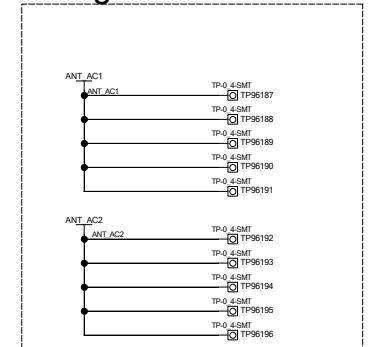 ANT_AC1
TP-0_4-SMT
ANT_AC1
TP96187
TP-0_4-SMT
TP96188
TP-0_4-SMT
TP96189
TP-0_4-SMT
TP96190
TP-0_4-SMT
TP96191
ANT_AC2
TP-0_4-SMT
ANT_AC2
TP96192
TP-0_4-SMT
TP96193
TP-0_4-SMT
TP96194
TP-0_4-SMT
TP96195
TP-0_4-SMT
TP96196